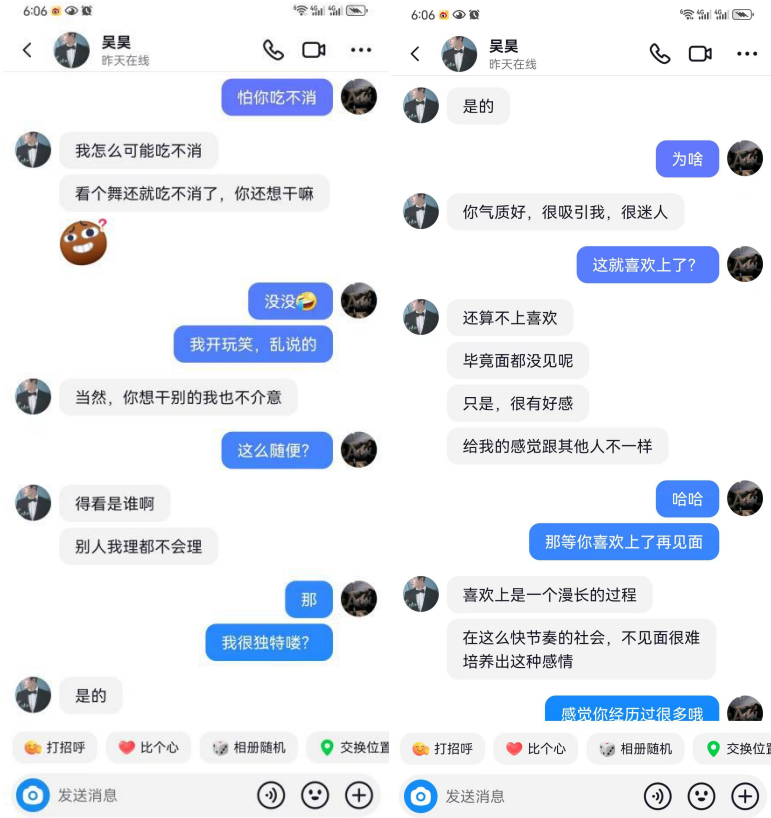 6:06
吴昊
昨天在线
怕你吃不消
我怎么可能吃不消
看个舞还就吃不消了，你还想干嘛
没没🤣
我开玩笑，乱说的
当然，你想干别的我也不介意
这么随便？
得看是谁啊
别人我理都不会理
那
我很独特喽？
是的
打招呼
比个心
相册随机
交换位置
发送消息
6:06
吴昊
昨天在线
是的
为啥
你气质好，很吸引我，很迷人
这就喜欢上了？
还算不上喜欢
毕竟面都没见呢
只是，很有好感
给我的感觉跟其他人不一样
哈哈
那等你喜欢上了再见面
喜欢上是一个漫长的过程
在这么快节奏的社会，不见面很难
培养出这种感情
感觉你经历过很多哦
打招呼
比个心
相册随机
交换位置
发送消息